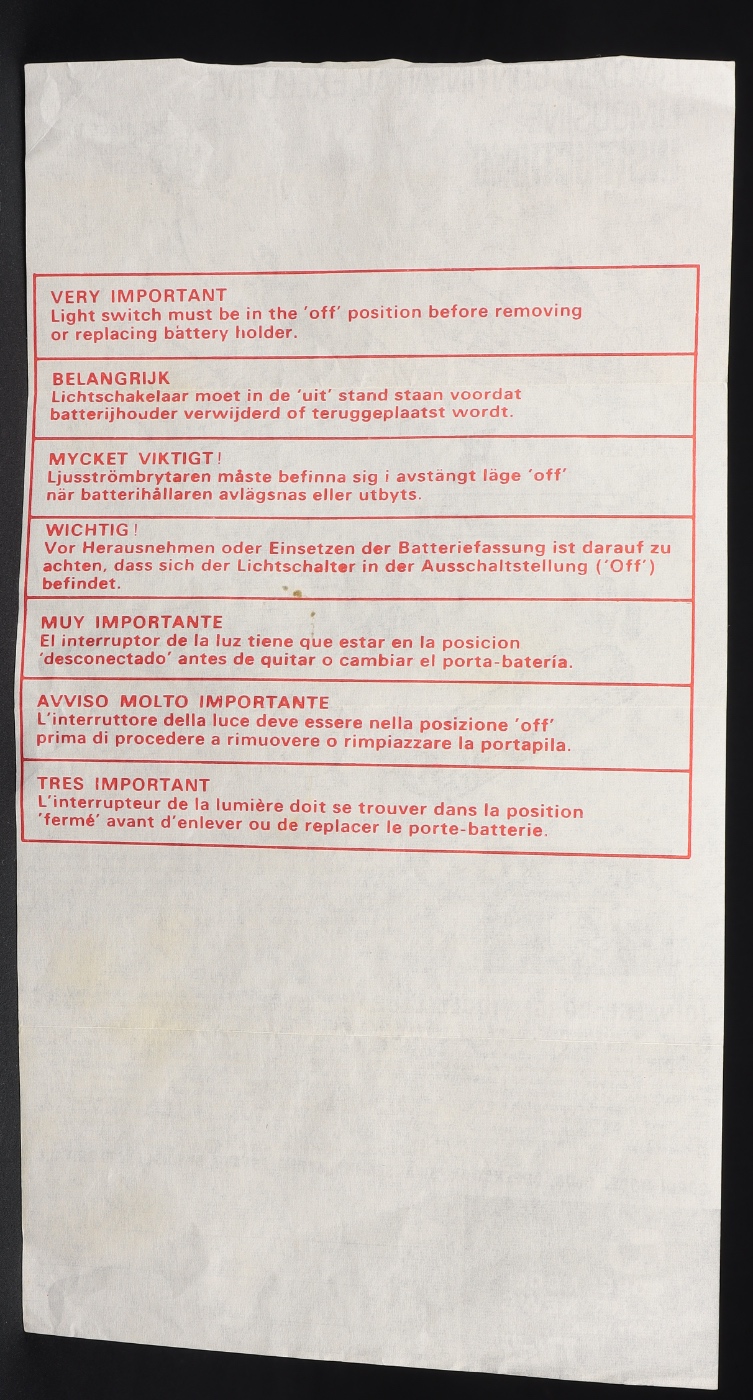 VERY IMPORTANT
Light switch must be in the ‘off’ position before removing
or replacing battery holder.
BELANGRIJK
Lichtschakelaar moet in de ‘uit’ stand staan voordat
batterijhouder verwijderd of teruggeplaatst wordt.
MYCKET VIKTIGT!
Ljusströmbrytaren måste befinna sig i avstängt läge ‘off’
när batterihållaren avlägsnas eller utbyts.
WICHTIG!
Vor Herausnehmen oder Einsetzen der Batteriefassung ist darauf zu
achten, dass sich der Lichtschalter in der Ausschaltstellung (‘Off’)
befindet.
MUY IMPORTANTE
El interruptor de la luz tiene que estar en la posicion
‘desconectado’ antes de quitar o cambiar el porta-batería.
AVVISO MOLTO IMPORTANTE
L’interruttore della luce deve essere nella posizione ‘off’
prima di procedere a rimuovere o rimpiazzare la portapila.
TRES IMPORTANT
L’interrupteur de la lumière doit se trouver dans la position
‘fermé’ avant d’enlever ou de replacer le porte-batterie.